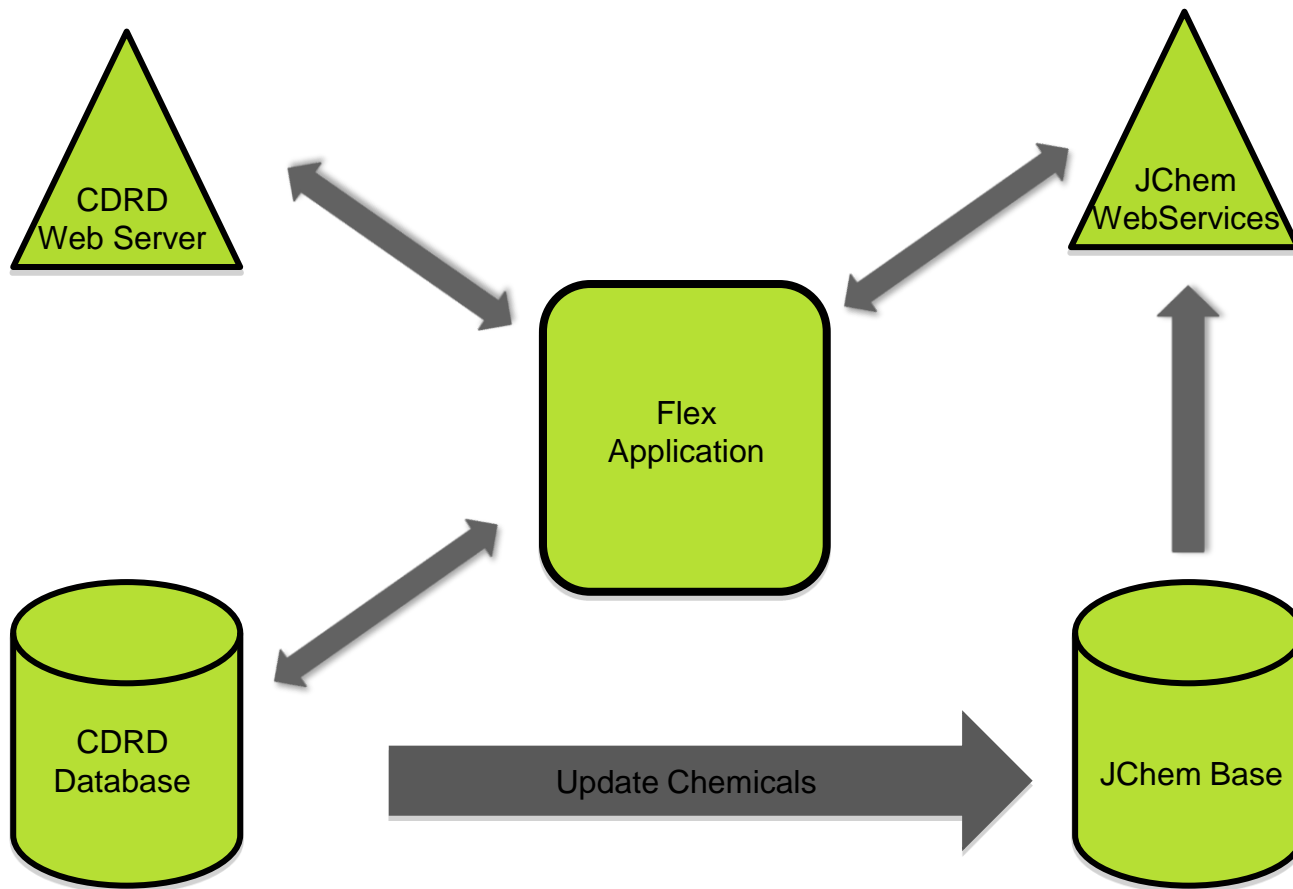 CDRD
Web Server
JChem
WebServices
Flex
Application
CDRD
Database
Update Chemicals
JChem Base